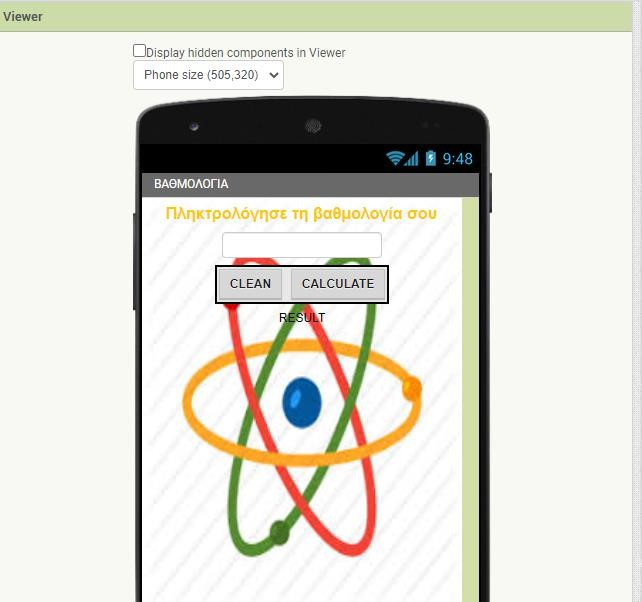 Viewer
Display hidden components in Viewer
Phone size (505,320)
9:48
ΒΑΘΜΟΛΟΓΙΑ
Πληκτρολόγησε τη βαθμολογία σου
CLEAN CALCULATE
RESULT